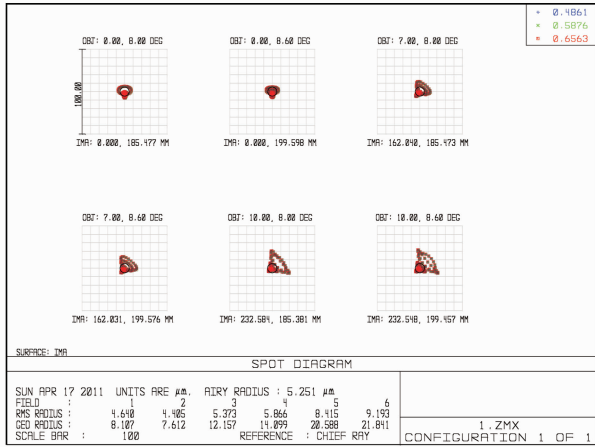 0.4861
0.5876
0.6563
OBJ: 0.00, 8.00 DEG
OBJ: 0.00, 8.60 DEG
OBJ: 7.00, 8.00 DEG
100.00
IMA: 0.000, 185.477 MM
IMA: 0.000, 199.598 MM
IMA: 162.040, 185.473 MM
OBJ: 7.00, 8.60 DEG
OBJ: 10.00, 8.00 DEG
OBJ: 10.00, 8.60 DEG
IMA: 162.031, 199.576 MM
IMA: 232.584, 185.381 MM
IMA: 232.548, 199.457 MM
SURFACE: IMA
SPOT DIAGRAM
SUN APR 17 2011 UNITS ARE µm. AIRY RADIUS : 5.251 µm
FIELD : 1 2 3 4 5 6
RMS RADIUS : 4.640 4.405 5.373 5.866 8.415 9.193
GEO RADIUS : 8.107 7.612 12.157 14.099 20.588 21.841
SCALE BAR : 100 REFERENCE : CHIEF RAY
1.ZMX
CONFIGURATION 1 OF 1